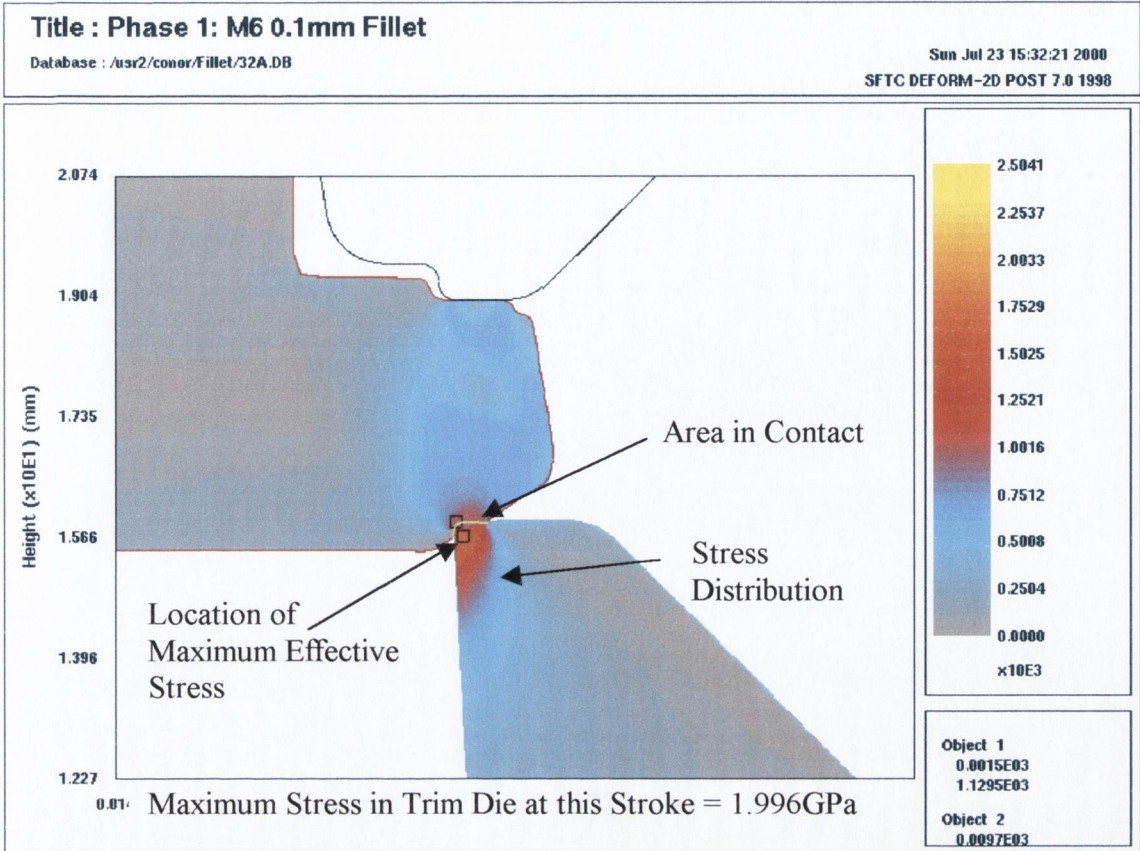 Title : Phase 1: M6 0.1mm Fillet
Database : /usr2/conor/Fillet/32A.DB
Sun Jul 23 15:32:21 2000
SFTC DEFORM-2D POST 7.0 1998
2.074
1.904
1.735
1.566
1.396
1.227
Height (x10E1) (mm)
Area in Contact
Stress
Distribution
Location of
Maximum Effective
Stress
Maximum Stress in Trim Die at this Stroke = 1.996GPa
2.5041
2.2537
2.0033
1.7529
1.5025
1.2521
1.0016
0.7512
0.5008
0.2504
0.0000
x10E3
Object 1
0.0015E03
1.1295E03
Object 2
0.0097E03